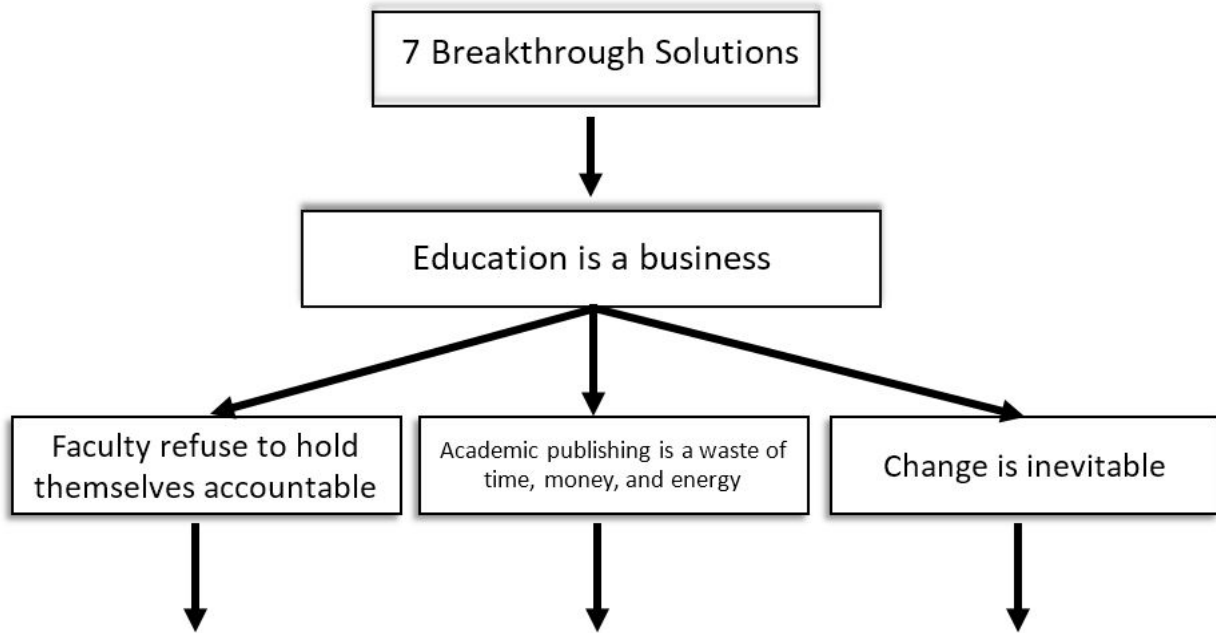 7 Breakthrough Solutions
Education is a business
Faculty refuse to hold
themselves accountable
Academic publishing is a waste of
time, money, and energy
Change is inevitable